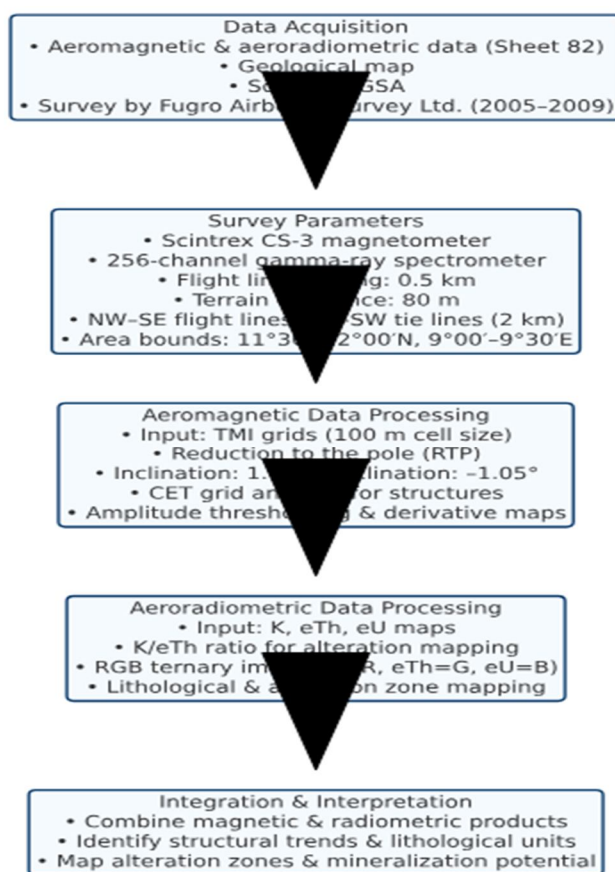 Data Acquisition
• Aeromagnetic & aeroradiometric data (Sheet 82)
• Geological map
GSA
• Survey by Fugro Airb urvey Ltd. (2005–2009)
Survey Parameters
• Scintrex CS-3 magnetometer
• 256-channel gamma-ray spectrometer
• Flight lin g: 0.5 km
• Terrain nce: 80 m
• NW–SE flight lines SW tie lines (2 km)
• Area bounds: 11°3 2°00′N, 9°00′–9°30′E
Aeromagnetic Data Processing
• Input: TMI grids (100 m cell size)
• Reduction to the pole (RTP)
• Inclination: 1. clination: –1.05°
• CET grid an for structures
• Amplitude thresho g & derivative maps
Aeroradiometric Data Processing
• Input: K, eTh, eU maps
• K/eTh ratio for alteration mapping
• RGB ternary im R, eTh=G, eU=B)
• Lithological & a on zone mapping
Integration & Interpretation
• Combine magnetic & radiometric products
• Identify structural trends & lithological units
• Map alteration zones & mineralization potential